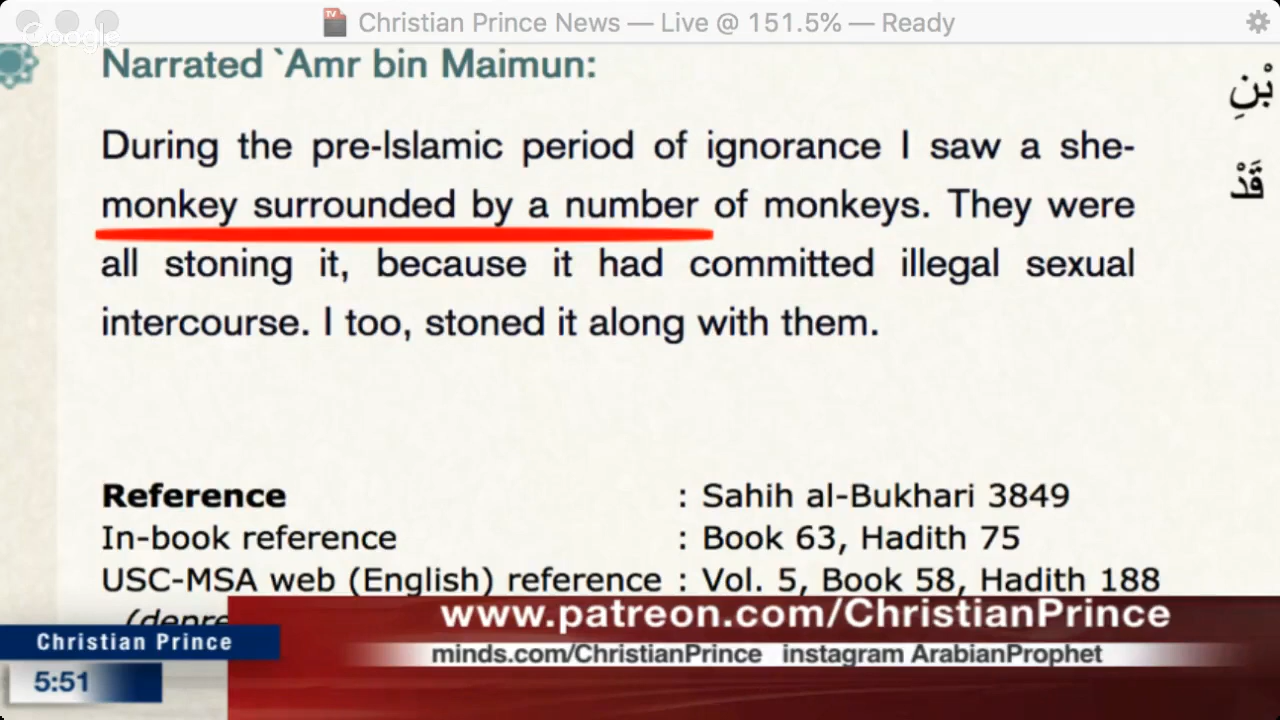 Christian Prince News — Live @ 151.5% — Ready
Google
Narrated `Amr bin Maimun:
بْنِ
During the pre-Islamic period of ignorance I saw a she-
قَدْ
monkey surrounded by a number of monkeys. They were
all stoning it, because it had committed illegal sexual
intercourse. I too, stoned it along with them.
Reference : Sahih al-Bukhari 3849
In-book reference : Book 63, Hadith 75
USC-MSA web (English) reference : Vol. 5, Book 58, Hadith 188
(depre
www.patreon.com/ChristianPrince
Christian Prince
minds.com/ChristianPrince instagram ArabianProphet
5:51